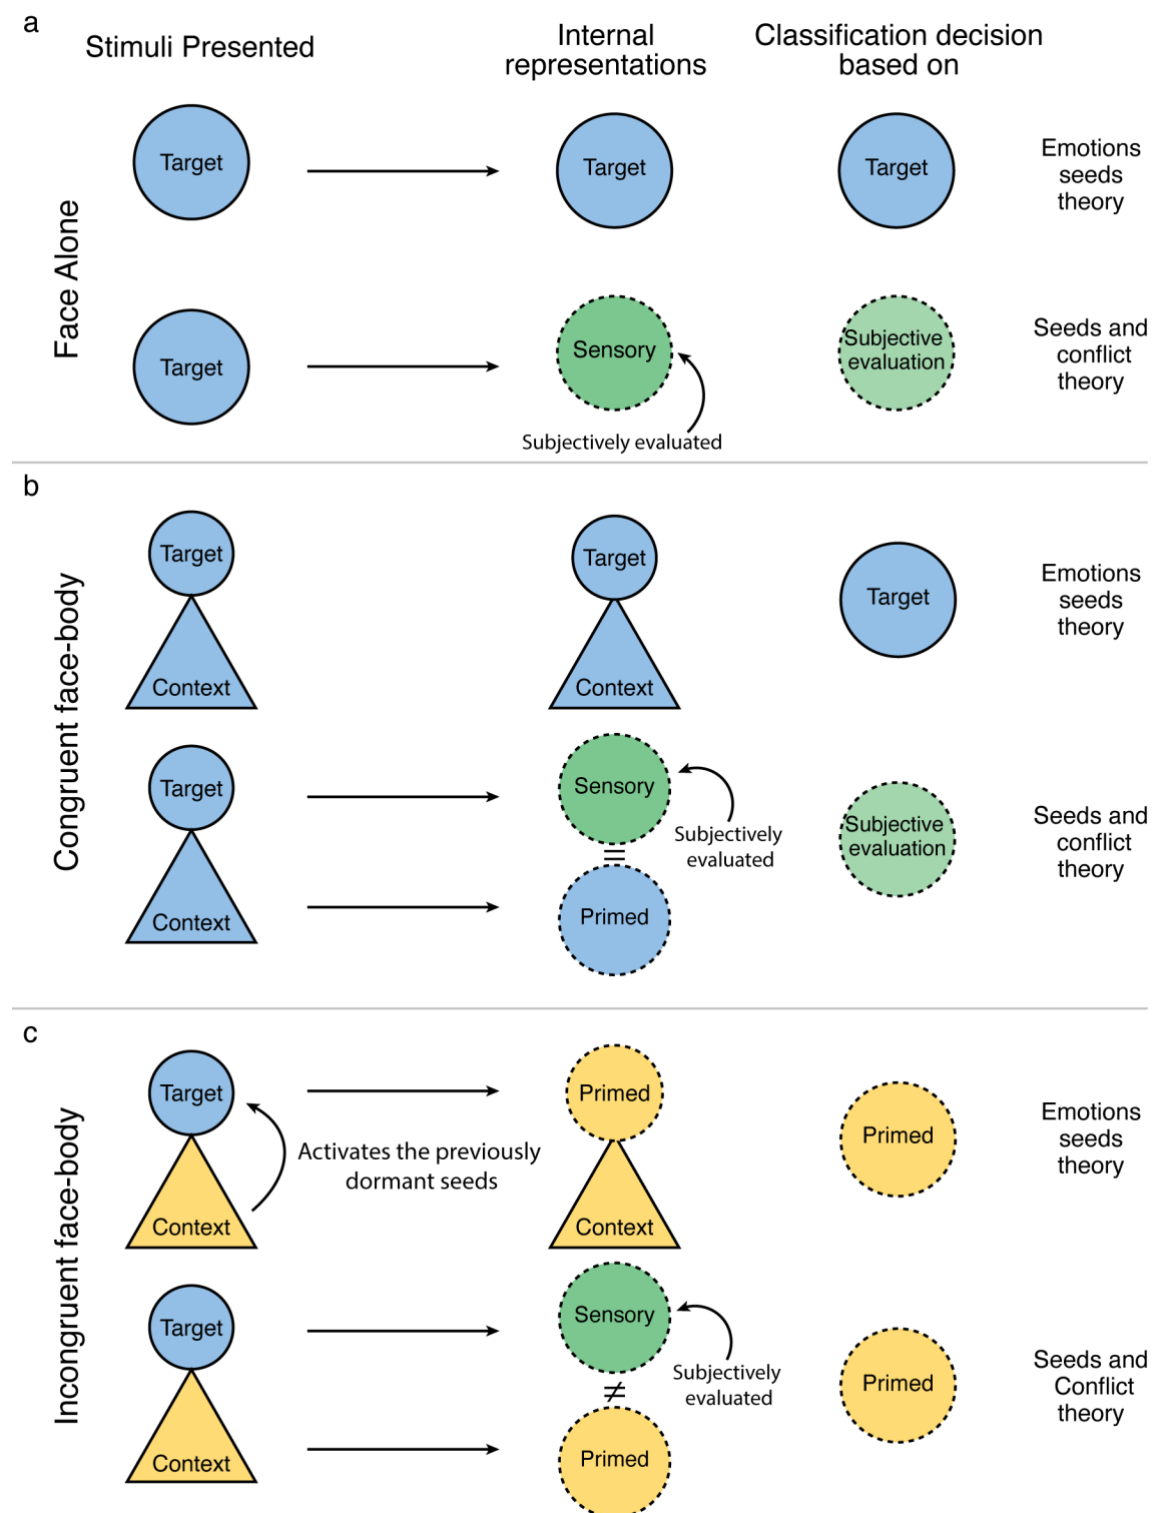 a
Stimuli Presented
Internal
representations
Classification decision
based on
Face Alone
Target
Target
Target
Emotions
seeds
theory
Target
Sensory
Subjectively evaluated
Subjective
evaluation
Seeds and
conflict
theory
b
Congruent face-body
Target
Context
Target
Context
Target
Emotions
seeds
theory
Target
Context
Sensory
≡
Primed
Subjectively
evaluated
Subjective
evaluation
Seeds and
conflict
theory
c
Incongruent face-body
Target
Context
Activates the previously
dormant seeds
Primed
Context
Primed
Emotions
seeds
theory
Target
Context
Sensory
≠
Primed
Subjectively
evaluated
Primed
Seeds and
Conflict
theory